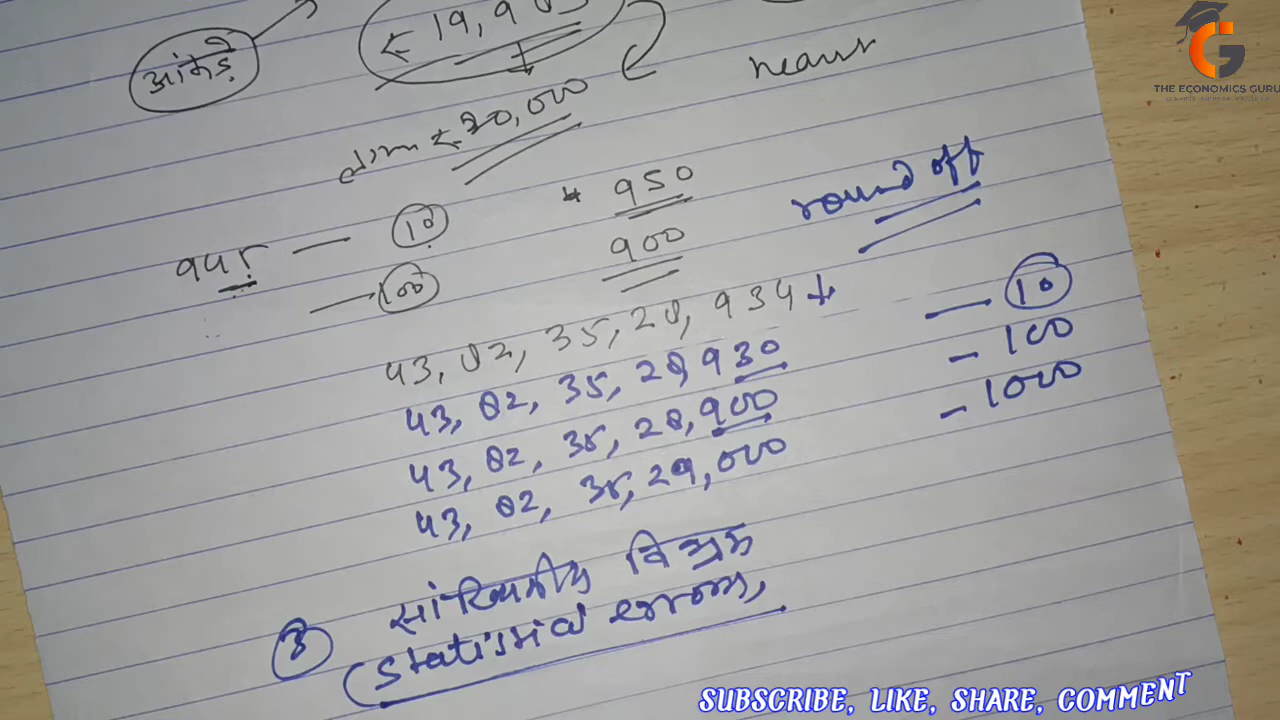 आंकड़े
₹ 19,9
लगभग ₹ 20,000
945 — 10
* 950
round off
— 100
900
43, 02, 35, 28, 934 — 10
43, 02, 35, 28, 930 — 100
43, 02, 35, 28, 900 — 1000
43, 02, 35, 29, 000
3 सांख्यिकीय विभ्रम
(Statistical errors,
G
THE ECONOMICS GURU
SUBSCRIBE, LIKE, SHARE, COMMENT